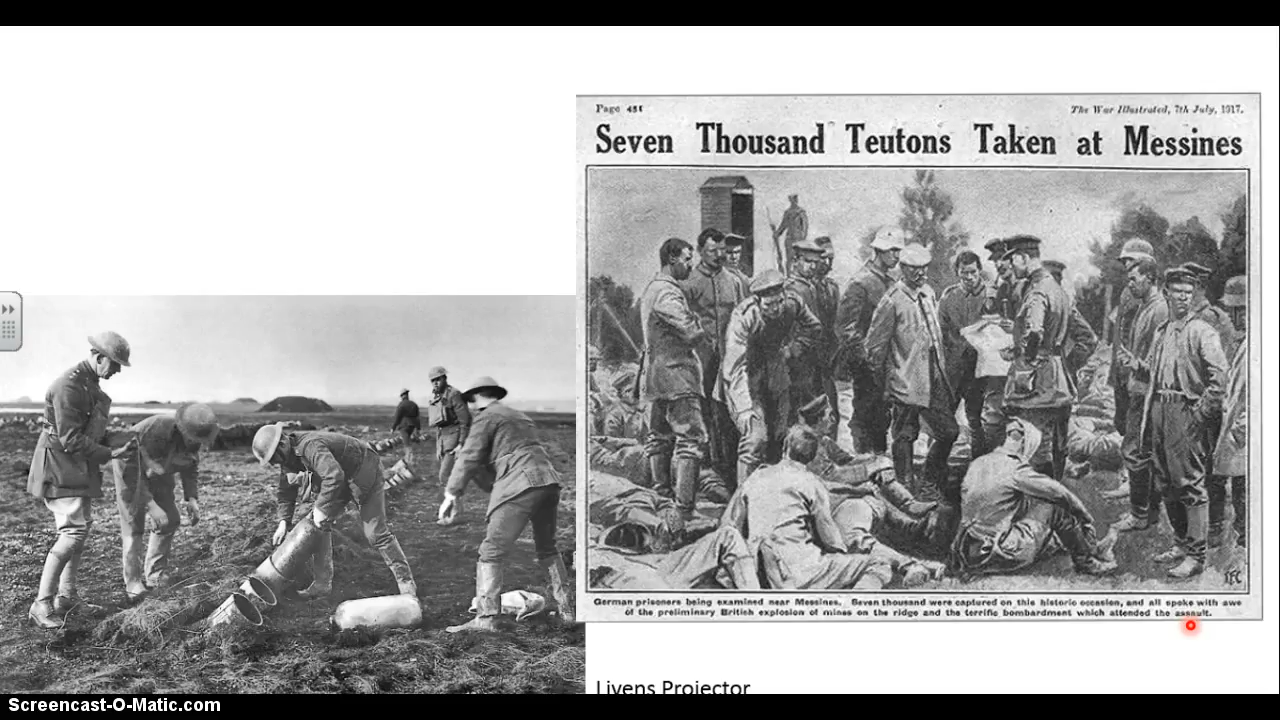 Page 451
The War Illustrated, 7th July, 1917.
Seven Thousand Teutons Taken at Messines
German prisoners being examined near Messines. Seven thousand were captured on this historic occasion, and all spoke with awe
of the preliminary British explosion of mines on the ridge and the terrific bombardment which attended the assault.
Livens Projector
Screencast-O-Matic.com